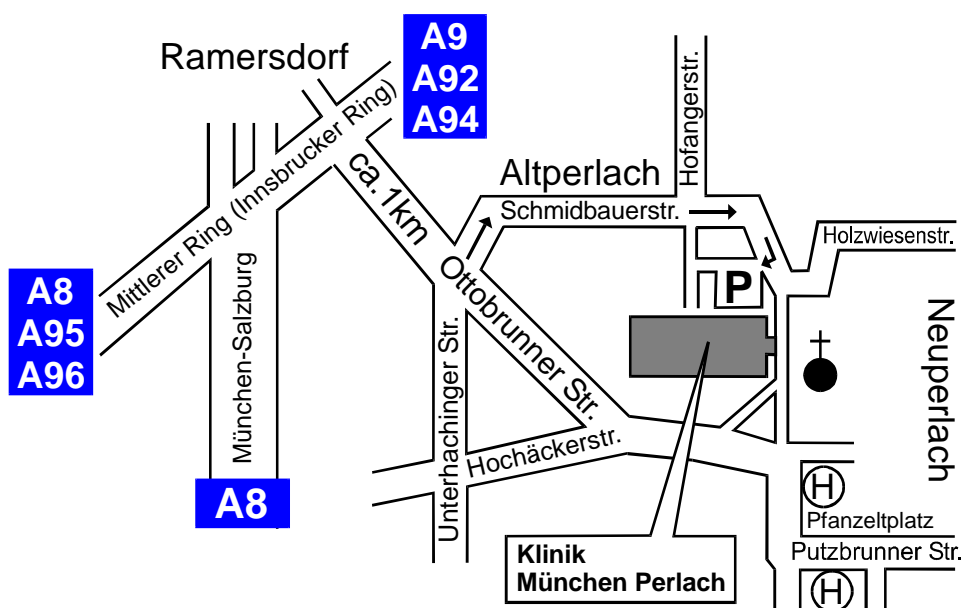 Ramersdorf
A9
A92
A94
Mittlerer Ring (Innsbrucker Ring)
ca. 1km
Hofangerstr.
Altperlach
Schmidbauerstr.
Holzwiesenstr.
A8
A95
A96
München-Salzburg
Ottobrunner Str.
Unterhachinger Str.
P
Neuperlach
Hochäckerstr.
A8
H
Pfanzeltplatz
Putzbrunner Str.
Klinik
München Perlach
H